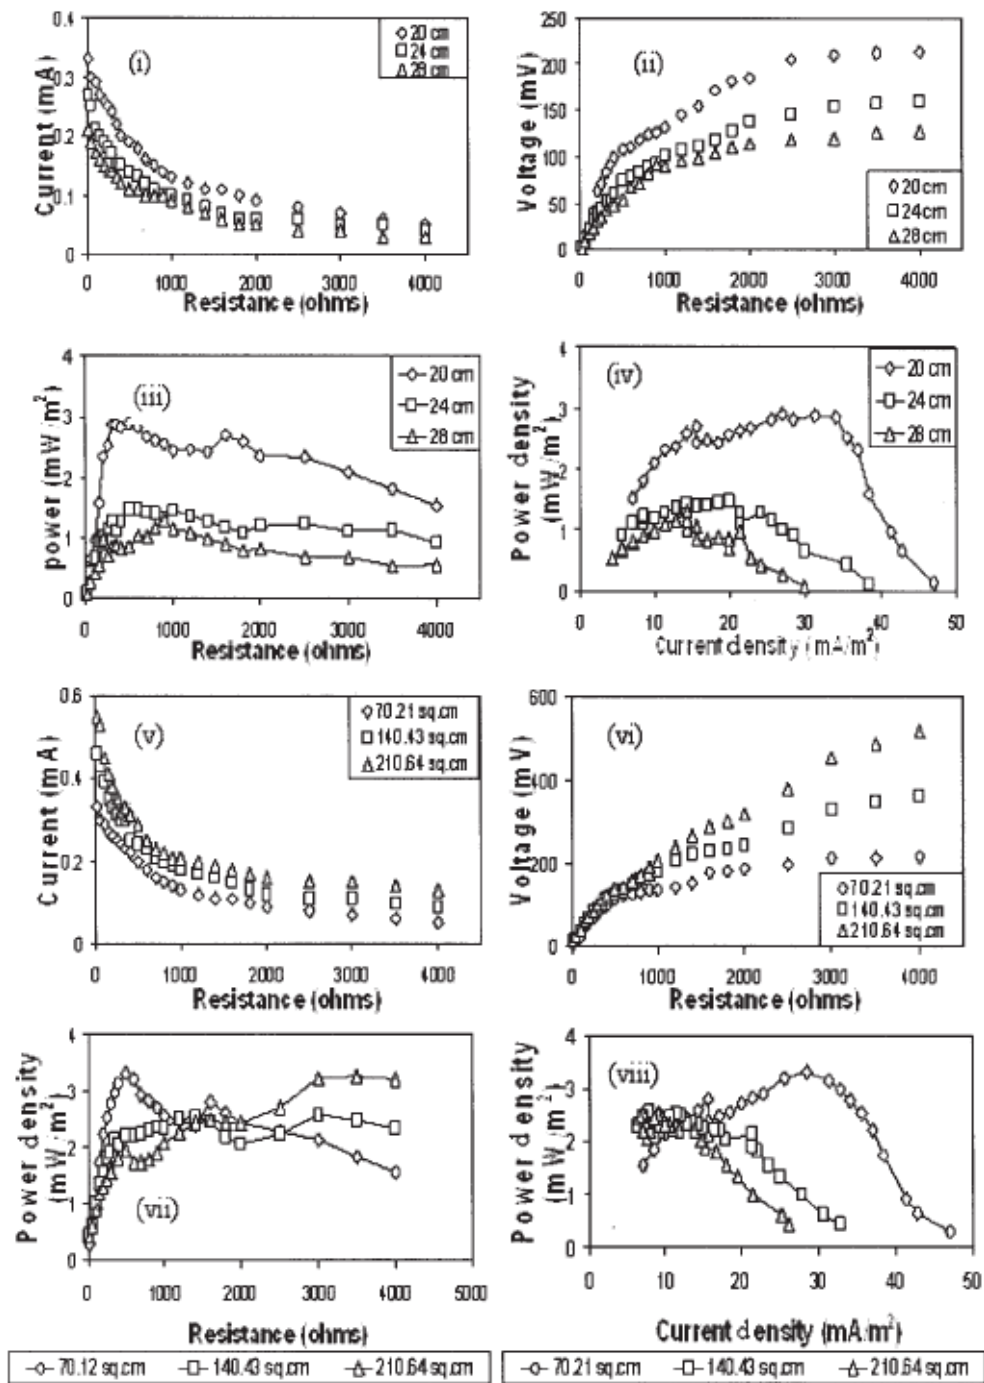 0.4
0.3
0.2
0.1
0
Current (mA)
(i)
20 cm
24 cm
28 cm
0 1000 2000 3000 4000
Resistance (ohms)
250
200
150
100
50
0
Voltage (mV)
(ii)
20 cm
24 cm
28 cm
0 1000 2000 3000 4000
Resistance (ohms)
4
3
2
1
0
power (mW/m²)
(iii)
20 cm
24 cm
28 cm
0 1000 2000 3000 4000
Resistance (ohms)
4
3
2
1
0
Power density
(mW/m²)
(iv)
20 cm
24 cm
28 cm
0 10 20 30 40 50
Current density (mA/m²)
0.6
0.4
0.2
0
Current (mA)
(v)
70.21 sq.cm
140.43 sq.cm
210.64 sq.cm
0 1000 2000 3000 4000
Resistance (ohms)
600
400
200
0
Voltage (mV)
(vi)
70.21 sq.cm
140.43 sq.cm
210.64 sq.cm
0 1000 2000 3000 4000
Resistance (ohms)
4
3
2
1
0
Power density
(mW/m²)
(vii)
0 1000 2000 3000 4000 5000
Resistance (ohms)
70.12 sq.cm 140.43 sq.cm 210.64 sq.cm
4
3
2
1
0
Power density
(mW/m²)
(viii)
0 10 20 30 40 50
Current density (mA/m²)
70.21 sq.cm 140.43 sq.cm 210.64 sq.cm